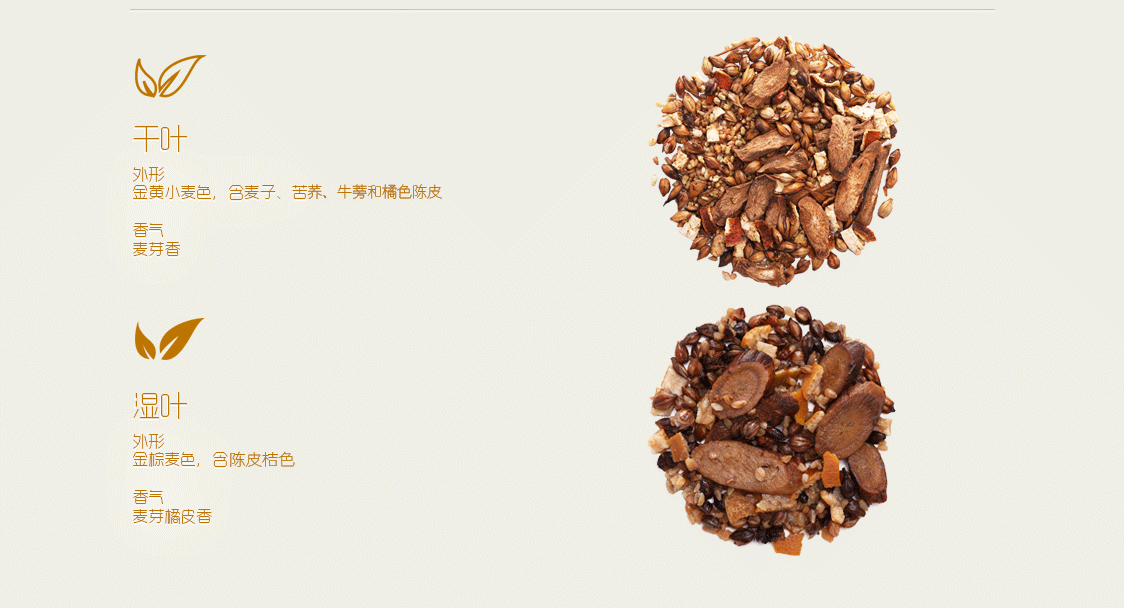 干叶
外形
金黄小麦色，含麦子、苦荞、牛蒡和橘色陈皮
香气
麦芽香
湿叶
外形
金棕麦色，含陈皮桔色
香气
麦芽橘皮香